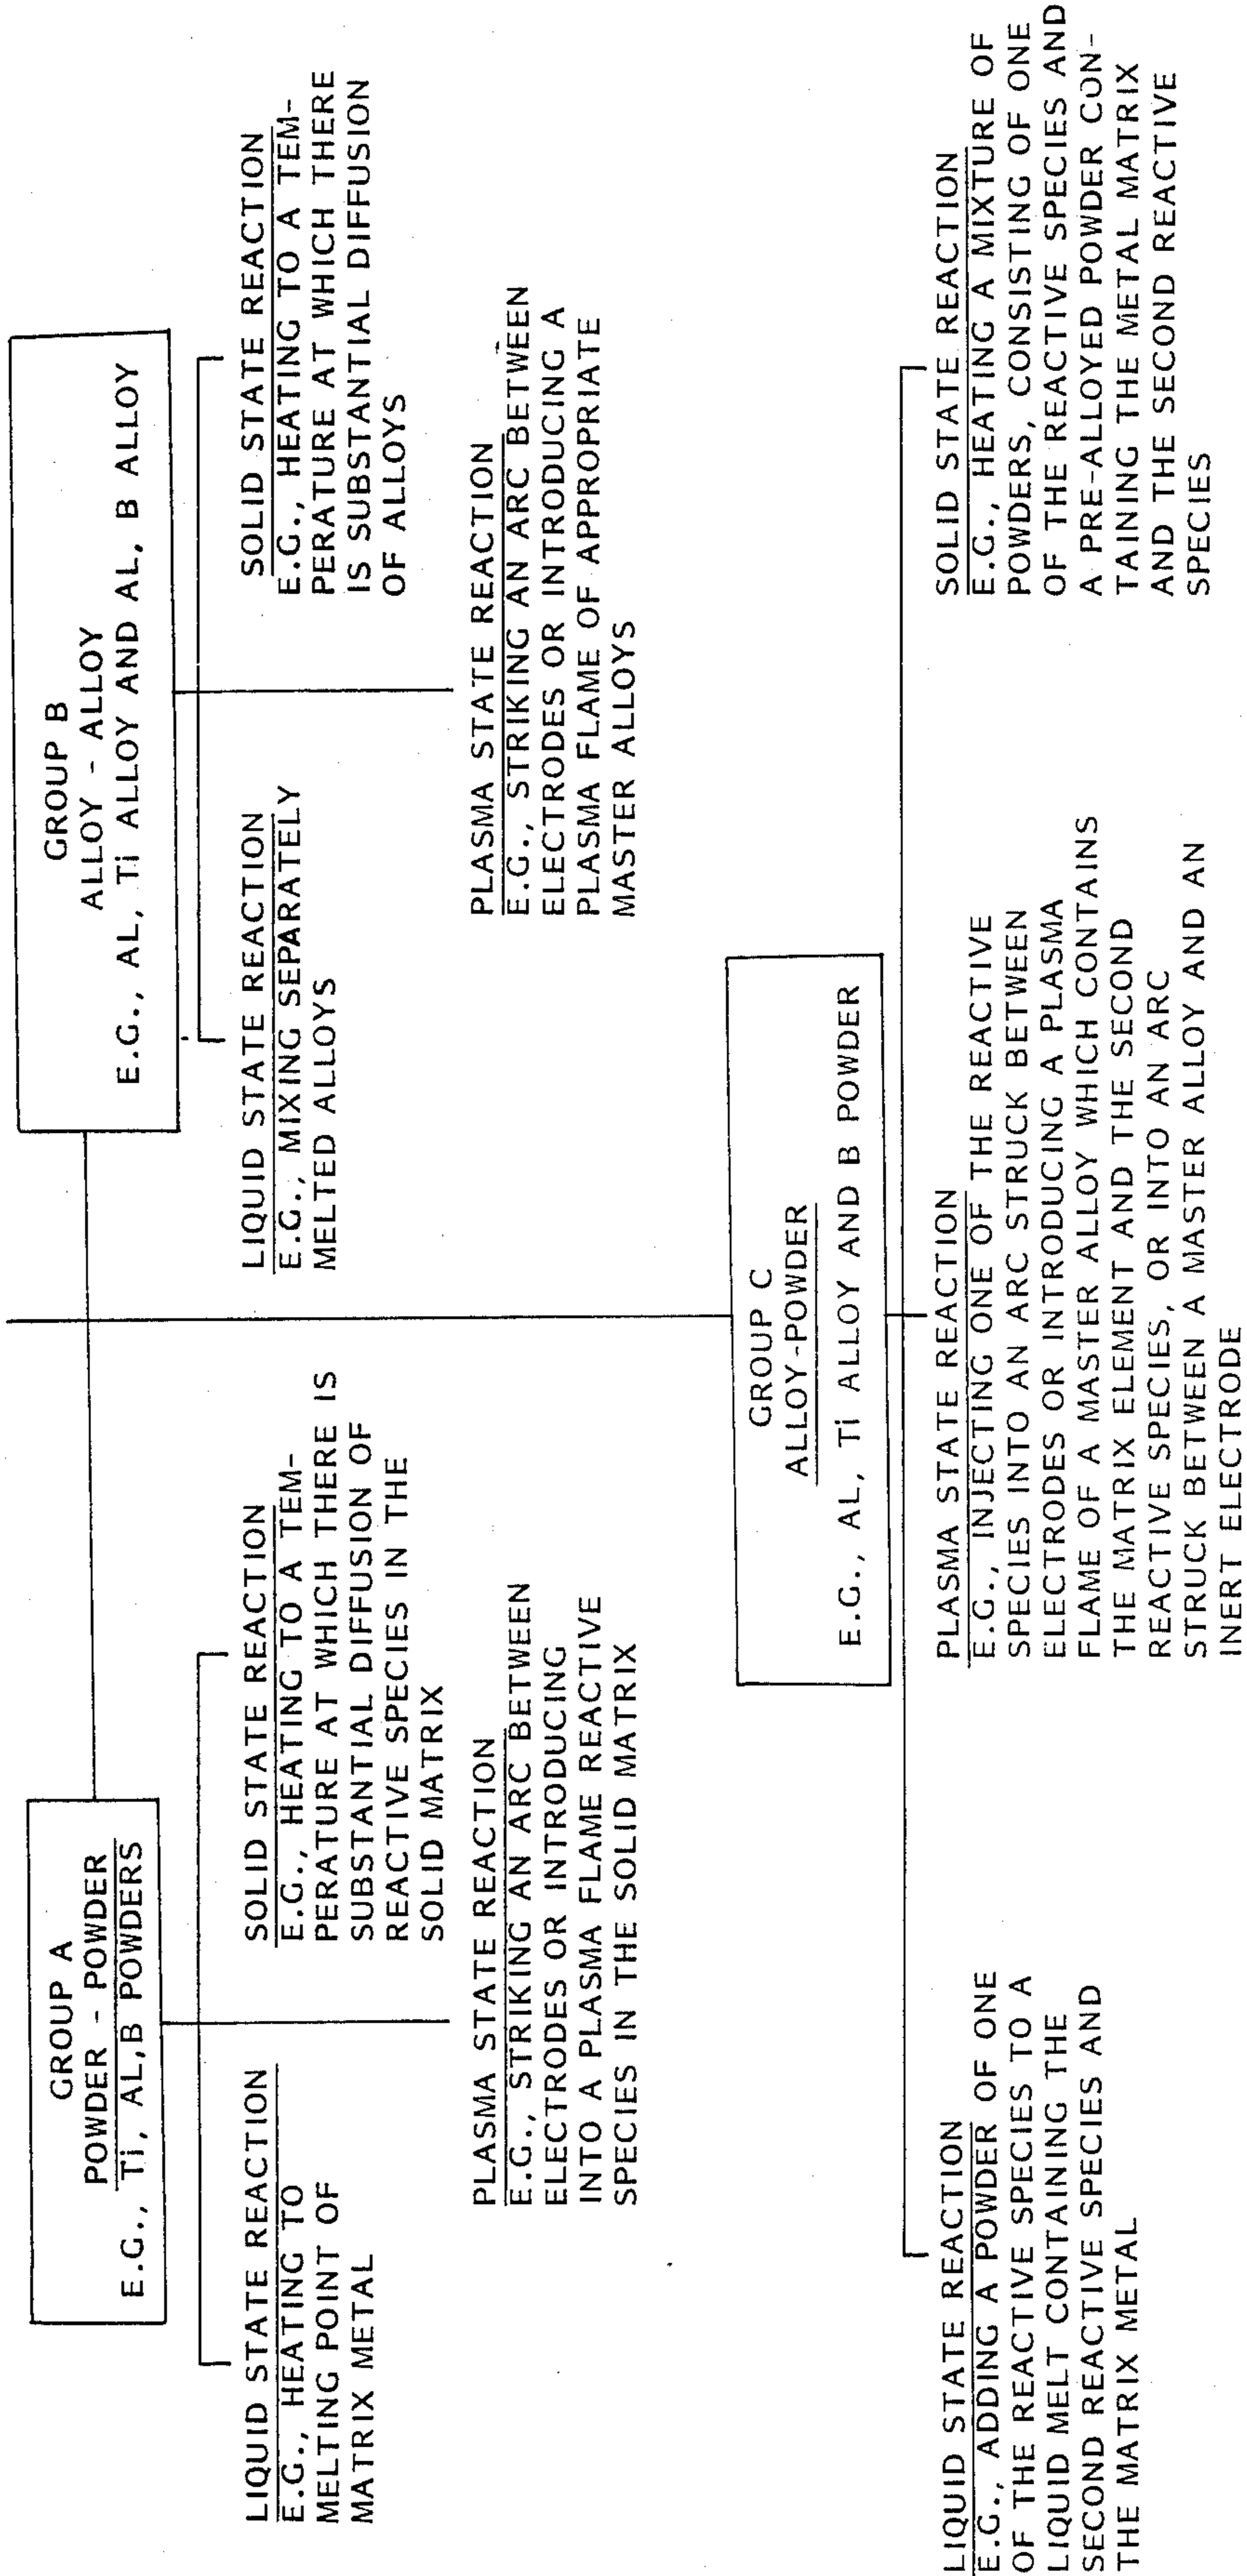 GROUP A
POWDER - POWDER
E.G., Ti, AL,B POWDERS
LIQUID STATE REACTION
E.G., HEATING TO
MELTING POINT OF
MATRIX METAL
SOLID STATE REACTION
E.G., HEATING TO A TEM-
PERATURE AT WHICH THERE IS
SUBSTANTIAL DIFFUSION OF
REACTIVE SPECIES IN THE
SOLID MATRIX
PLASMA STATE REACTION
E.G., STRIKING AN ARC BETWEEN
ELECTRODES OR INTRODUCING
INTO A PLASMA FLAME REACTIVE
SPECIES IN THE SOLID MATRIX
GROUP B
ALLOY - ALLOY
E.G., AL, Ti ALLOY AND AL, B ALLOY
LIQUID STATE REACTION
E.G., MIXING SEPARATELY
MELTED ALLOYS
SOLID STATE REACTION
E.G., HEATING TO A TEM-
PERATURE AT WHICH THERE
IS SUBSTANTIAL DIFFUSION
OF ALLOYS
PLASMA STATE REACTION
E.G., STRIKING AN ARC BETWEEN
ELECTRODES OR INTRODUCING A
PLASMA FLAME OF APPROPRIATE
MASTER ALLOYS
GROUP C
ALLOY-POWDER
E.G., AL, Ti ALLOY AND B POWDER
LIQUID STATE REACTION
E.G., ADDING A POWDER OF ONE
OF THE REACTIVE SPECIES TO A
LIQUID MELT CONTAINING THE
SECOND REACTIVE SPECIES AND
THE MATRIX METAL
PLASMA STATE REACTION
E.G., INJECTING ONE OF THE REACTIVE
SPECIES INTO AN ARC STRUCK BETWEEN
ELECTRODES OR INTRODUCING A PLASMA
FLAME OF A MASTER ALLOY WHICH CONTAINS
THE MATRIX ELEMENT AND THE SECOND
REACTIVE SPECIES, OR INTO AN ARC
STRUCK BETWEEN A MASTER ALLOY AND AN
INERT ELECTRODE
SOLID STATE REACTION
E.G., HEATING A MIXTURE OF
POWDERS, CONSISTING OF ONE
OF THE REACTIVE SPECIES AND
A PRE-ALLOYED POWDER CON-
TAINING THE METAL MATRIX
AND THE SECOND REACTIVE
SPECIES